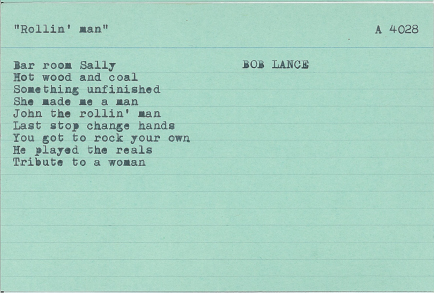 "Rollin' man" A 4028
Bar room Sally BOB LANCE
Hot wood and coal
Something unfinished
She made me a man
John the rollin' man
Last stop change hands
You got to rock your own
He played the reals
Tribute to a woman